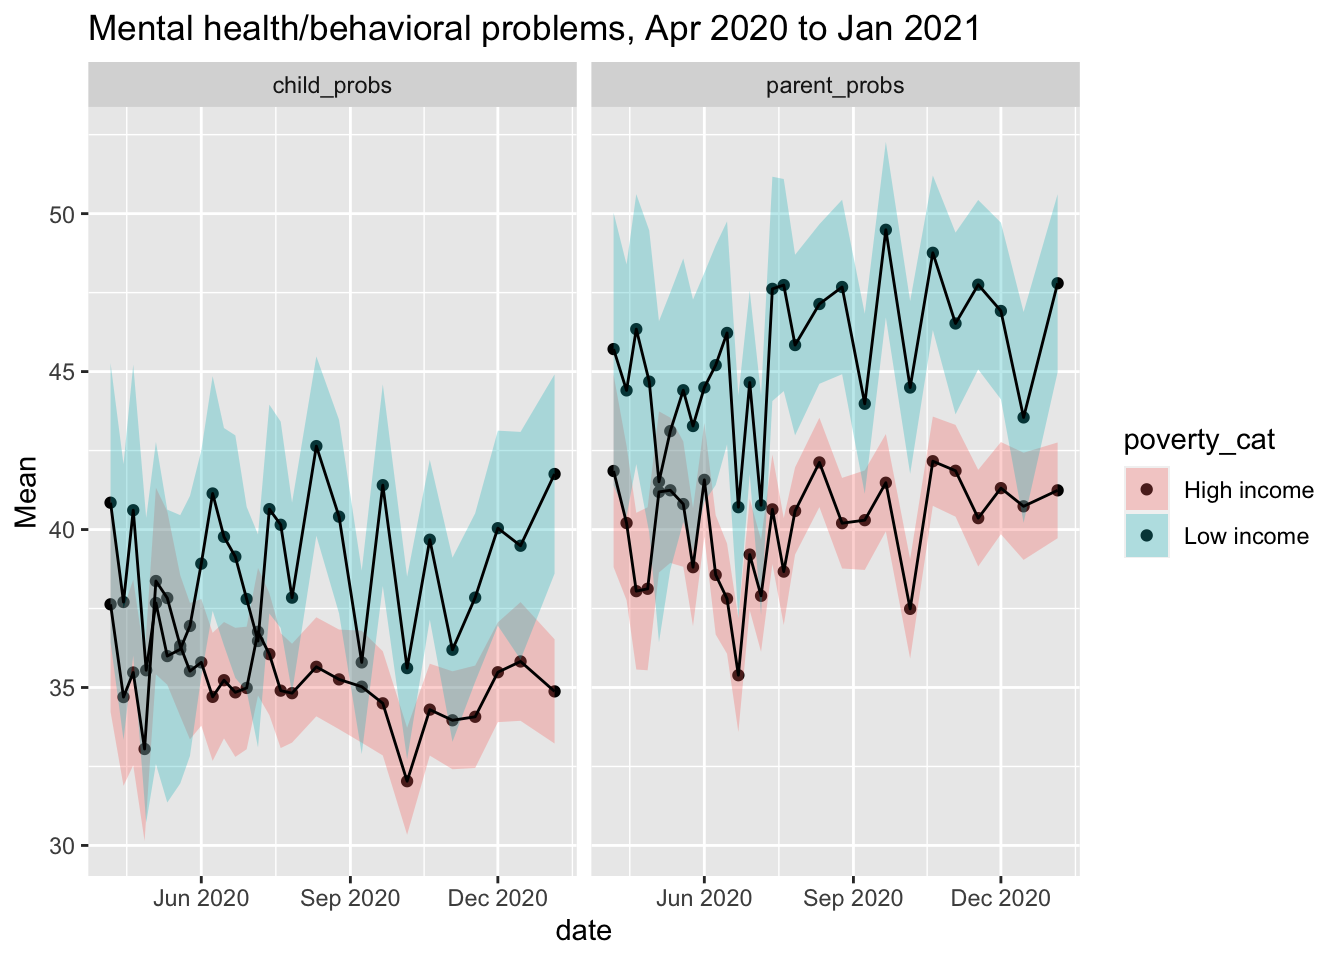 Mental health/behavioral problems, Apr 2020 to Jan 2021
child_probs
parent_probs
Mean
50
45
40
35
30
Jun 2020
Sep 2020
Dec 2020
Jun 2020
Sep 2020
Dec 2020
date
poverty_cat
High income
Low income